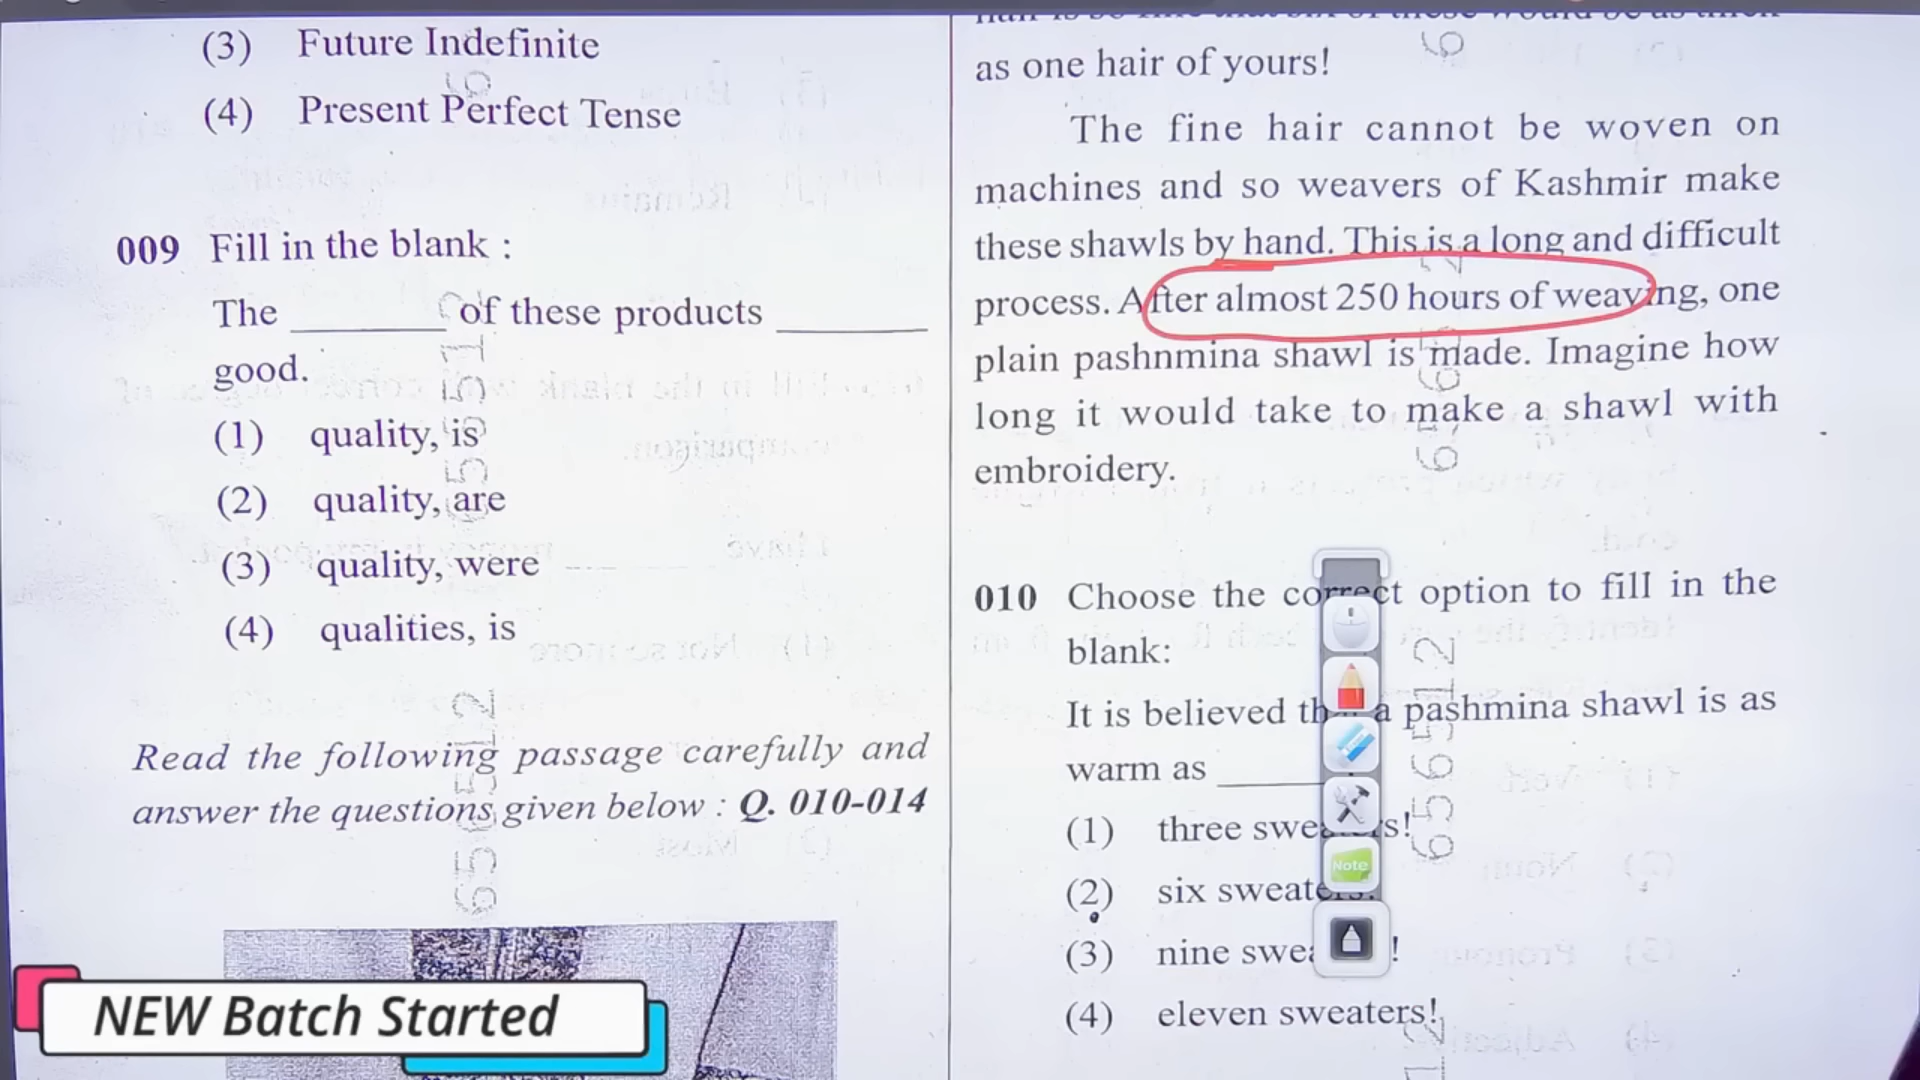 (3) Future Indefinite
(4) Present Perfect Tense
009 Fill in the blank :
The ________ of these products ________
good.
(1) quality, is
(2) quality, are
(3) quality, were
(4) qualities, is
Read the following passage carefully and
answer the questions given below : Q. 010-014
as one hair of yours!
The fine hair cannot be woven on
machines and so weavers of Kashmir make
these shawls by hand. This is a long and difficult
process. After almost 250 hours of weaving, one
plain pashnmina shawl is made. Imagine how
long it would take to make a shawl with
embroidery.
010 Choose the correct option to fill in the
blank:
It is believed a pashmina shawl is as
warm as ______
(1) three sweaters!
(2) six sweaters!
(3) nine !
(4) eleven sweaters!
Note
NEW Batch Started